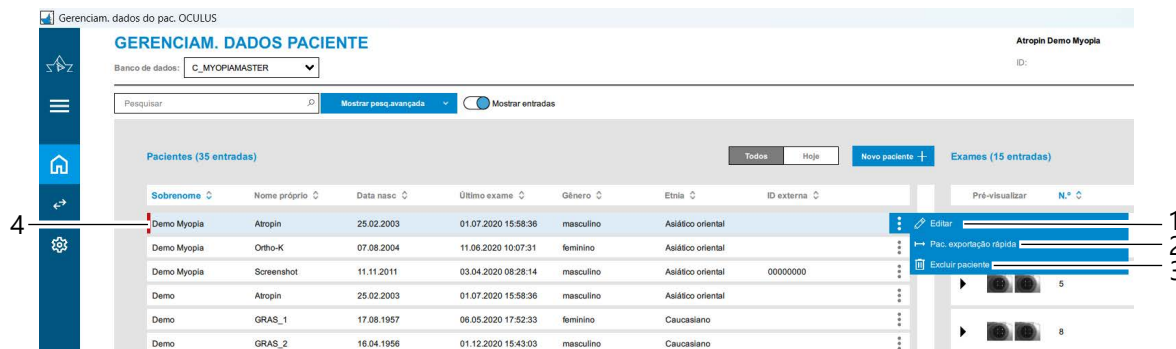 Gerenciam. dados do pac. OCULUS
GERENCIAM. DADOS PACIENTE
Atropin Demo Myopia
Banco de dados: C_MYOPIAMASTER
ID:
Pesquisar Mostrar pesq.avançada Mostrar entradas
Pacientes (35 entradas) Todos Hoje Novo paciente Exames (15 entradas)
Sobrenome Nome próprio Data nasc Último exame Gênero Etnia ID externa Pré-visualizar N.º
4 Demo Myopia Atropin 25.02.2003 01.07.2020 15:58:36 masculino Asiático oriental Editar 1
Demo Myopia Ortho-K 07.08.2004 11.06.2020 10:07:31 feminino Asiático oriental Pac. exportação rápida 2
Demo Myopia Screenshot 11.11.2011 03.04.2020 08:28:14 masculino Asiático oriental 00000000 Excluir paciente 3
5
Demo Atropin 25.02.2003 01.07.2020 15:58:36 masculino Asiático oriental
Demo GRAS_1 17.08.1957 06.05.2020 17:52:33 feminino Caucasiano
8
Demo GRAS_2 16.04.1956 01.12.2020 15:43:03 masculino Caucasiano